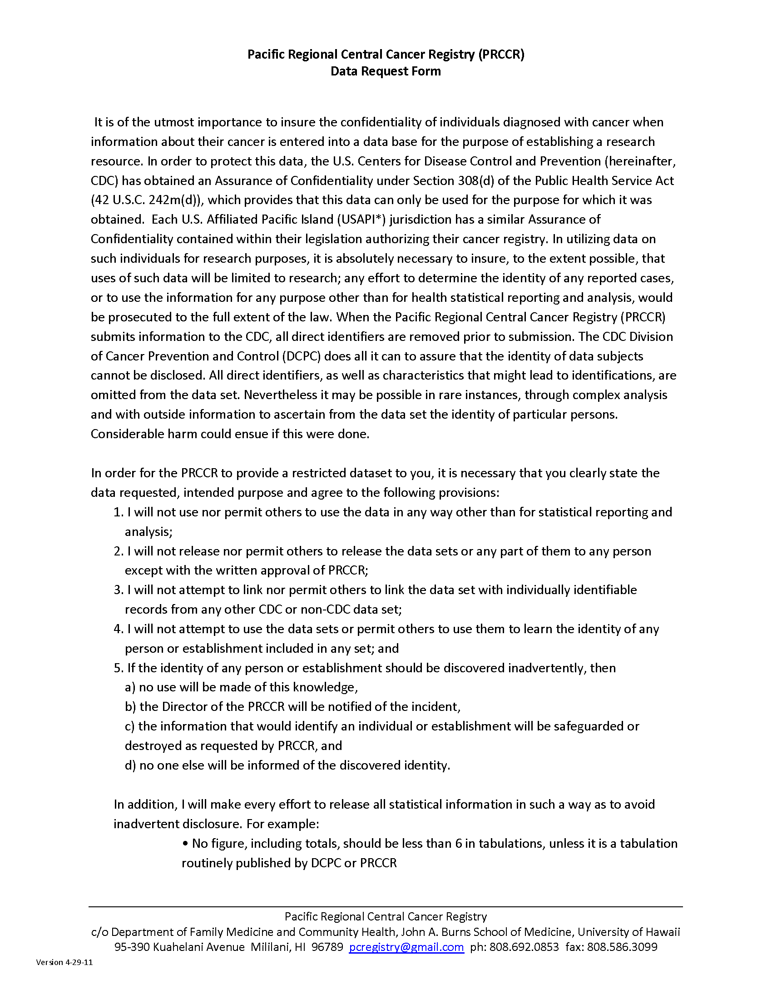 Pacific Regional Central Cancer Registry (PRCCR)
Data Request Form
It is of the utmost importance to insure the confidentiality of individuals diagnosed with cancer when
information about their cancer is entered into a data base for the purpose of establishing a research
resource. In order to protect this data, the U.S. Centers for Disease Control and Prevention (hereinafter,
CDC) has obtained an Assurance of Confidentiality under Section 308(d) of the Public Health Service Act
(42 U.S.C. 242m(d)), which provides that this data can only be used for the purpose for which it was
obtained.  Each U.S. Affiliated Pacific Island (USAPI*) jurisdiction has a similar Assurance of
Confidentiality contained within their legislation authorizing their cancer registry. In utilizing data on
such individuals for research purposes, it is absolutely necessary to insure, to the extent possible, that
uses of such data will be limited to research; any effort to determine the identity of any reported cases,
or to use the information for any purpose other than for health statistical reporting and analysis, would
be prosecuted to the full extent of the law. When the Pacific Regional Central Cancer Registry (PRCCR)
submits information to the CDC, all direct identifiers are removed prior to submission. The CDC Division
of Cancer Prevention and Control (DCPC) does all it can to assure that the identity of data subjects
cannot be disclosed. All direct identifiers, as well as characteristics that might lead to identifications, are
omitted from the data set. Nevertheless it may be possible in rare instances, through complex analysis
and with outside information to ascertain from the data set the identity of particular persons.
Considerable harm could ensue if this were done.
In order for the PRCCR to provide a restricted dataset to you, it is necessary that you clearly state the
data requested, intended purpose and agree to the following provisions:
1. I will not use nor permit others to use the data in any way other than for statistical reporting and
analysis;
2. I will not release nor permit others to release the data sets or any part of them to any person
except with the written approval of PRCCR;
3. I will not attempt to link nor permit others to link the data set with individually identifiable
records from any other CDC or non-CDC data set;
4. I will not attempt to use the data sets or permit others to use them to learn the identity of any
person or establishment included in any set; and
5. If the identity of any person or establishment should be discovered inadvertently, then
a) no use will be made of this knowledge,
b) the Director of the PRCCR will be notified of the incident,
c) the information that would identify an individual or establishment will be safeguarded or
destroyed as requested by PRCCR, and
d) no one else will be informed of the discovered identity.
In addition, I will make every effort to release all statistical information in such a way as to avoid
inadvertent disclosure. For example:
• No figure, including totals, should be less than 6 in tabulations, unless it is a tabulation
routinely published by DCPC or PRCCR
Pacific Regional Central Cancer Registry
c/o Department of Family Medicine and Community Health, John A. Burns School of Medicine, University of Hawaii
95-390 Kuahelani Avenue  Mililani, HI  96789  pcregistry@gmail.com  ph: 808.692.0853  fax: 808.586.3099
Version 4-29-11